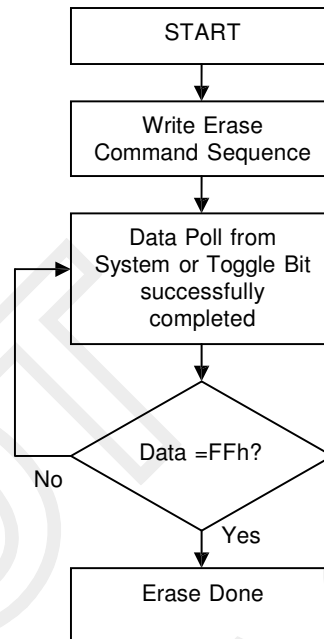 START
Write Erase
Command Sequence
Data Poll from
System or Toggle Bit
successfully
completed
Data =FFh?
No
Yes
Erase Done